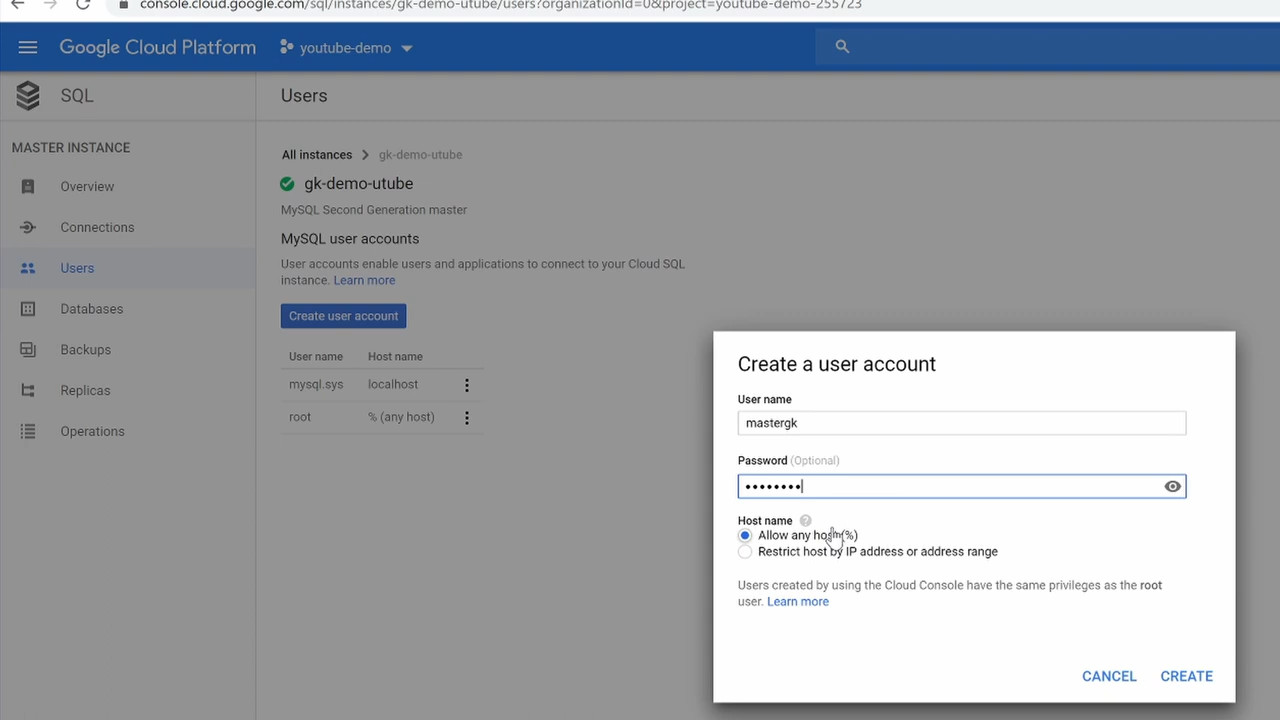 console.cloud.google.com/sql/instances/gk-demo-utube/users?organizationId=0&project=youtube-demo-255723
Google Cloud Platform
youtube-demo
SQL
Users
MASTER INSTANCE
Overview
Connections
Users
Databases
Backups
Replicas
Operations
All instances
gk-demo-utube
gk-demo-utube
MySQL Second Generation master
MySQL user accounts
User accounts enable users and applications to connect to your Cloud SQL
instance. Learn more
Create user account
User name Host name
mysql.sys localhost
root % (any host)
Create a user account
User name
mastergk
Password (Optional)
••••••••
Host name ?
Allow any host (%)
Restrict host by IP address or address range
Users created by using the Cloud Console have the same privileges as the root
user. Learn more
CANCEL CREATE